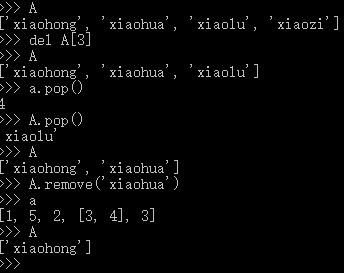 >>> A
['xiaohong', 'xiaohua', 'xiaolu', 'xiaozi']
>>> del A[3]
>>> A
['xiaohong', 'xiaohua', 'xiaolu']
>>> a.pop()
4
>>> A.pop()
'xiaolu'
>>> A
['xiaohong', 'xiaohua']
>>> A.remove('xiaohua')
>>> a
[1, 5, 2, [3, 4], 3]
>>> A
['xiaohong']
>>>